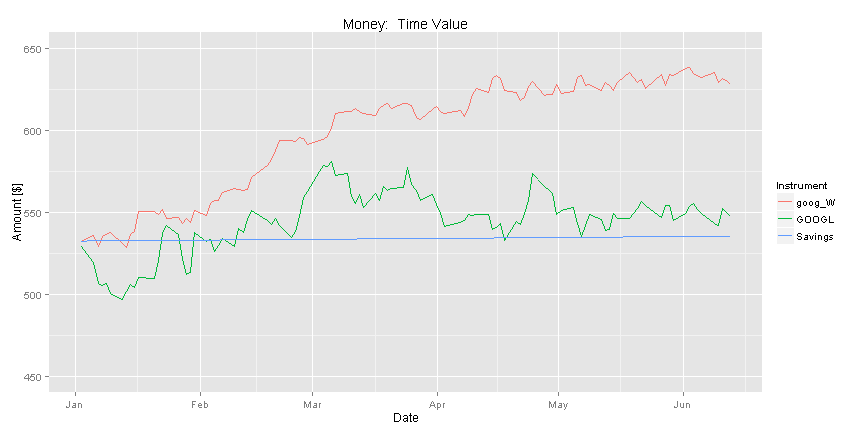 Money:  Time Value
Amount [$]
650
600
550
500
450
Jan Feb Mar Apr May Jun
Date
Instrument
goog_W
GOOGL
Savings